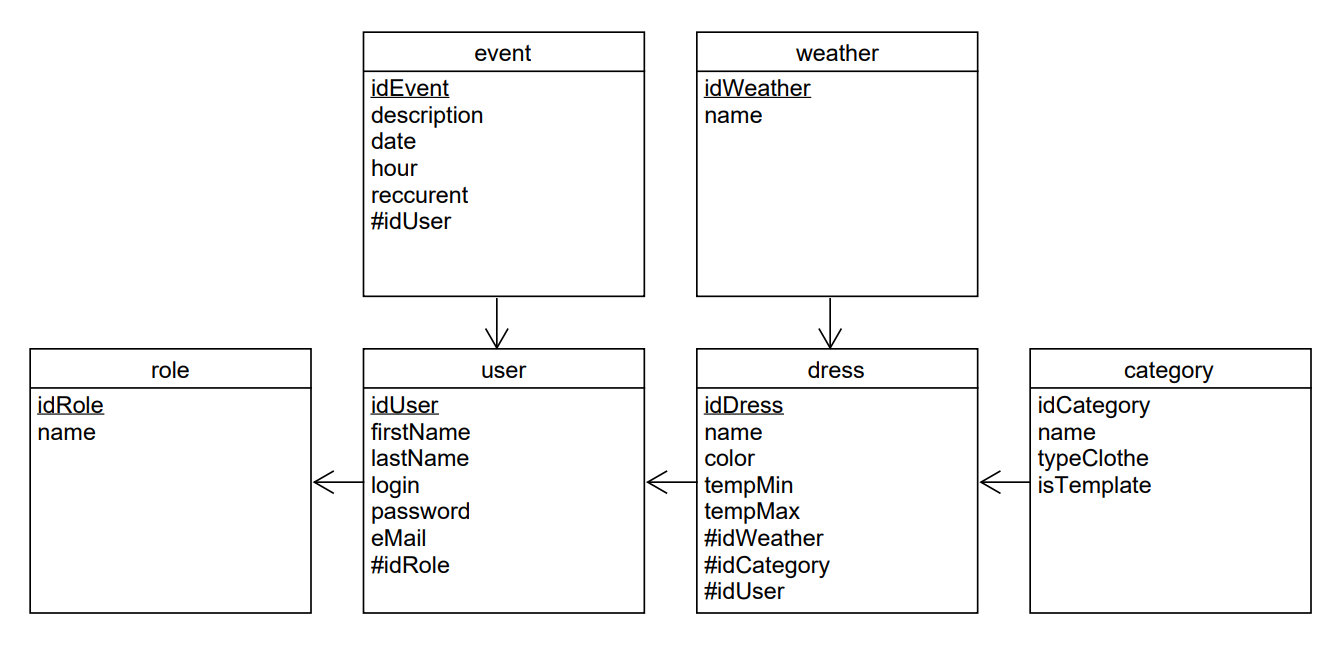 event
idEvent
description
date
hour
reccurent
#idUser
weather
idWeather
name
role
idRole
name
user
idUser
firstName
lastName
login
password
eMail
#idRole
dress
idDress
name
color
tempMin
tempMax
#idWeather
#idCategory
#idUser
category
idCategory
name
typeClothe
isTemplate